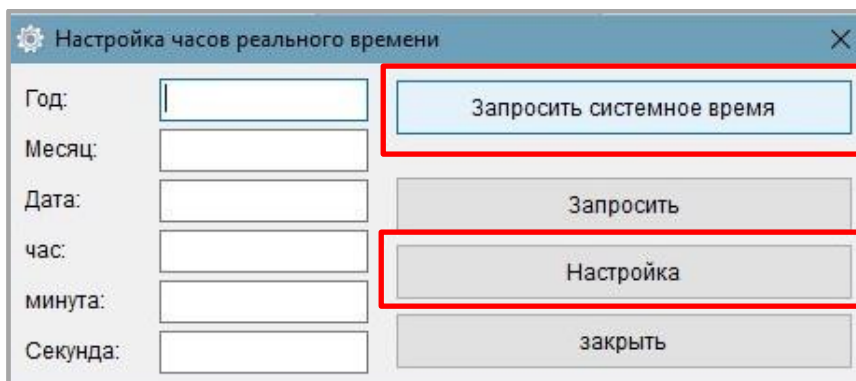 Настройка часов реального времени
Год:
Запросить системное время
Месяц:
Дата:
Запросить
час:
Настройка
минута:
Секунда:
закрыть